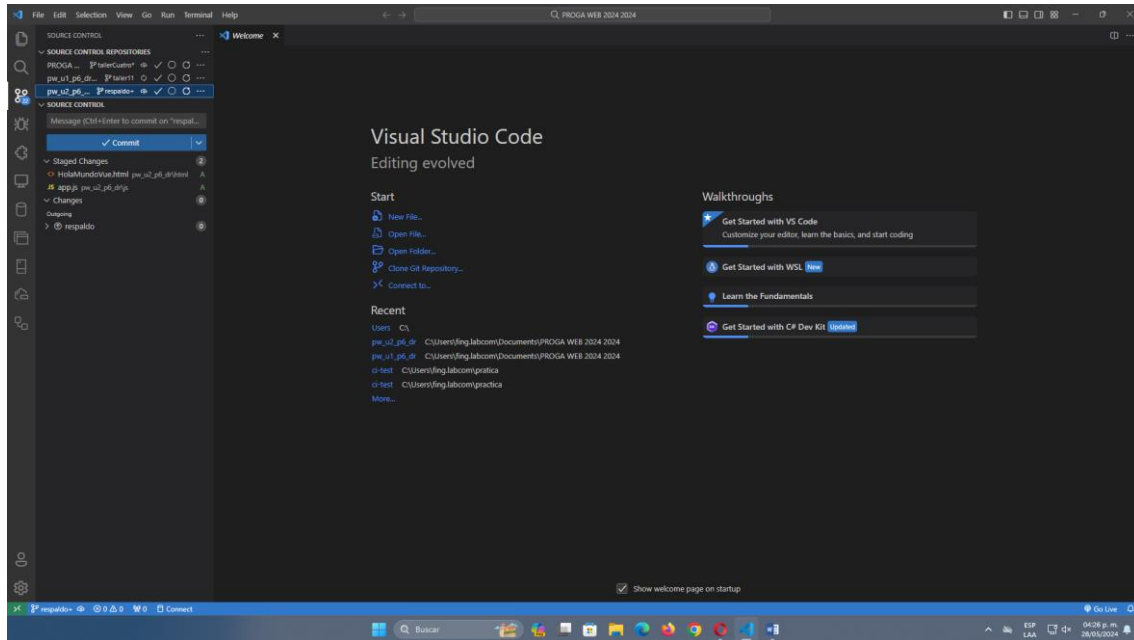 File Edit Selection View Go Run Terminal Help
PROGA WEB 2024 2024
SOURCE CONTROL
Welcome
SOURCE CONTROL REPOSITORIES
PROGA ... tallerCuatro*
pw_u1_p6_dr... taller11
pw_u2_p6_... respaldo+
SOURCE CONTROL
Message (Ctrl+Enter to commit on "respal...
Commit
Staged Changes 2
HolaMundoVue.html pw_u2_p6_dr\html A
JS app.js pw_u2_p6_dr\js A
Changes 0
Outgoing
respaldo 0
Visual Studio Code
Editing evolved
Start
New File...
Open File...
Open Folder...
Clone Git Repository...
Connect to...
Recent
Users C:\
pw_u2_p6_dr C:\Users\fing.labcom\Documents\PROGA WEB 2024 2024
pw_u1_p6_dr C:\Users\fing.labcom\Documents\PROGA WEB 2024 2024
ci-test C:\Users\fing.labcom\pratica
ci-test C:\Users\fing.labcom\practica
More...
Walkthroughs
Get Started with VS Code
Customize your editor, learn the basics, and start coding
Get Started with WSL New
Learn the Fundamentals
Get Started with C# Dev Kit Updated
Show welcome page on startup
respaldo+ 0 0 0 Connect
Go Live
Buscar
ESP
LAA
04:26 p. m.
28/05/2024